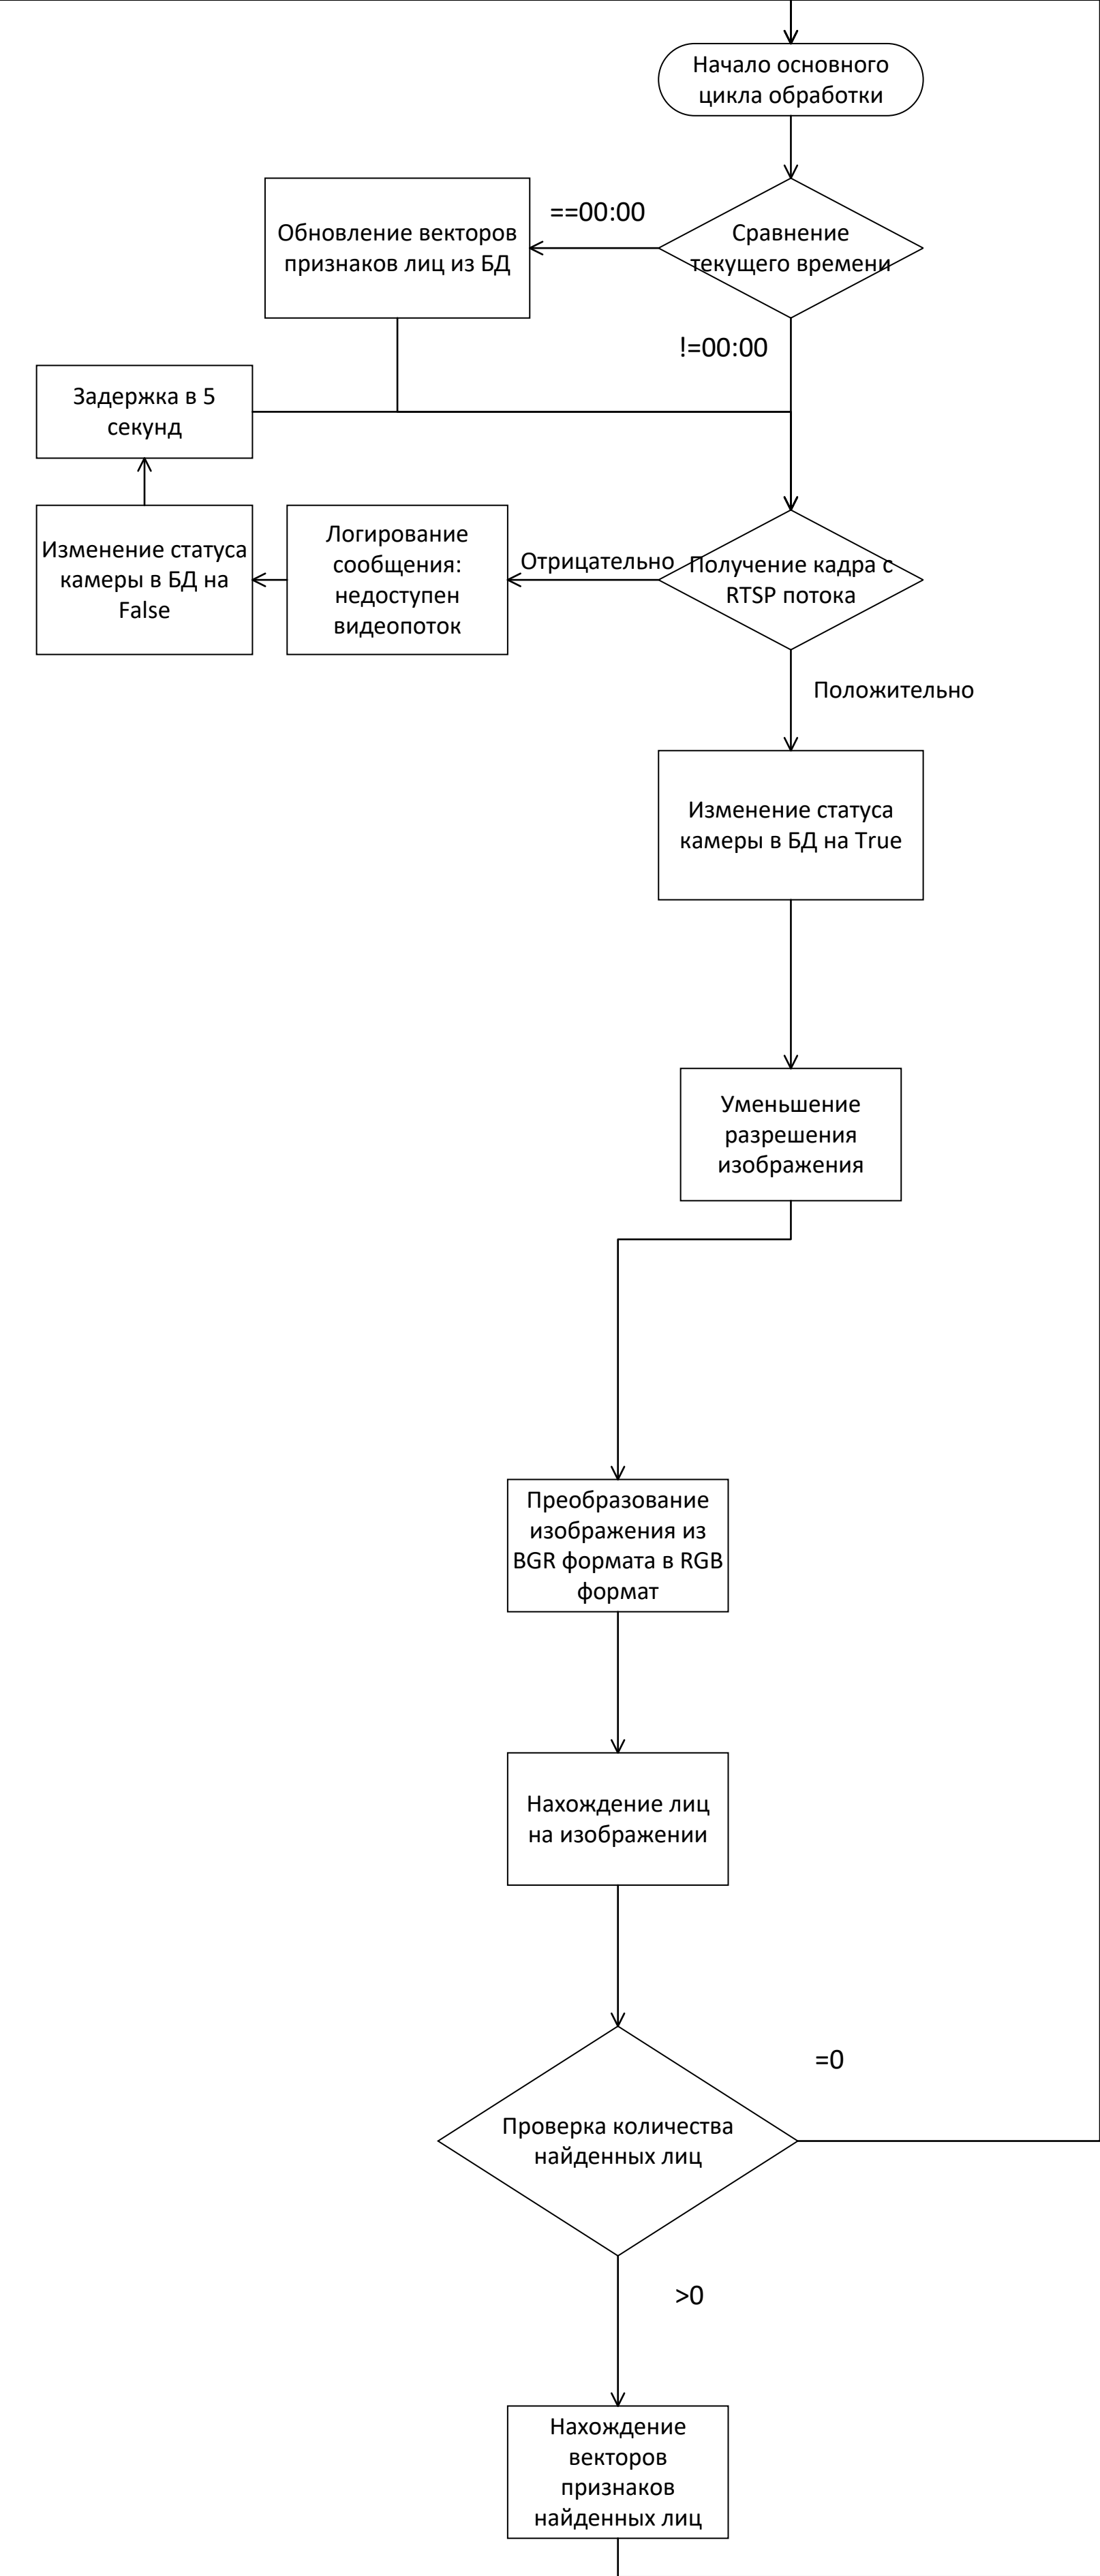 Начало основного
цикла обработки
==00:00
Обновление векторов
признаков лиц из БД
Сравнение
текущего времени
!=00:00
Задержка в 5
секунд
Изменение статуса
камеры в БД на
False
Логирование
сообщения:
недоступен
видеопоток
Отрицательно
Получение кадра с
RTSP потока
Положительно
Изменение статуса
камеры в БД на True
Уменьшение
разрешения
изображения
Преобразование
изображения из
BGR формата в RGB
формат
Нахождение лиц
на изображении
=0
Проверка количества
найденных лиц
>0
Нахождение
векторов
признаков
найденных лиц